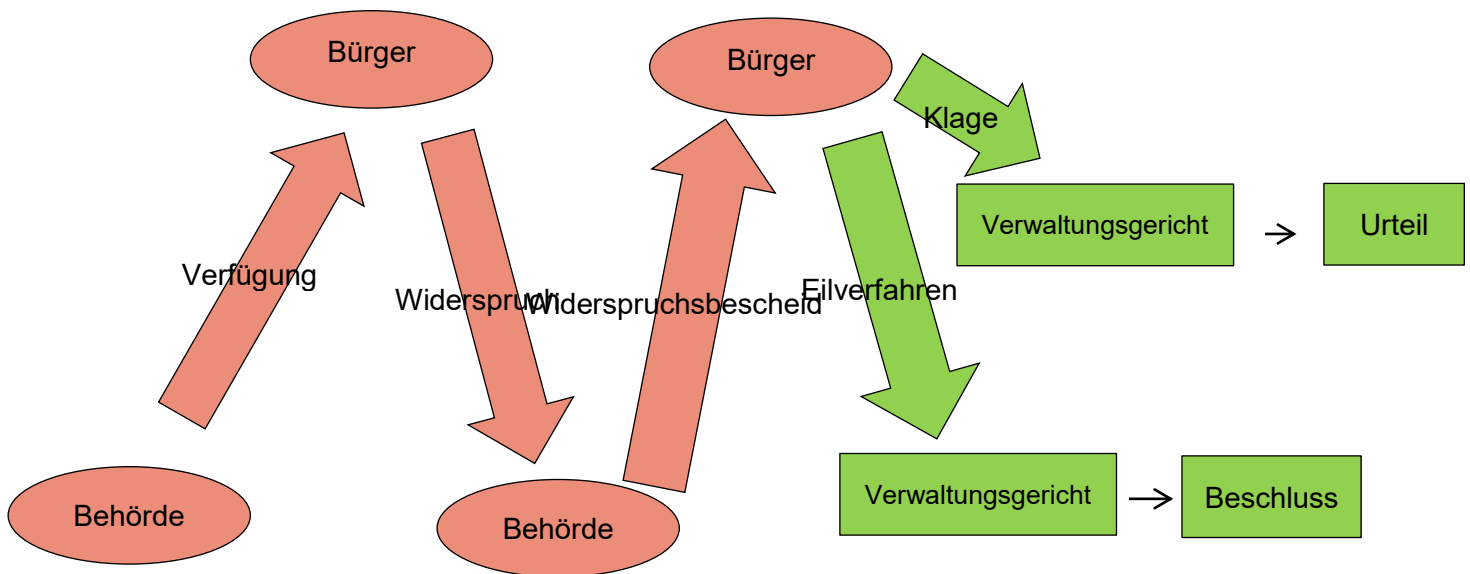 Bürger
Bürger
Klage
Verwaltungsgericht
Urteil
Verfügung
Widerspruch
Widerspruchsbescheid
Eilverfahren
Behörde
Behörde
Verwaltungsgericht
Beschluss